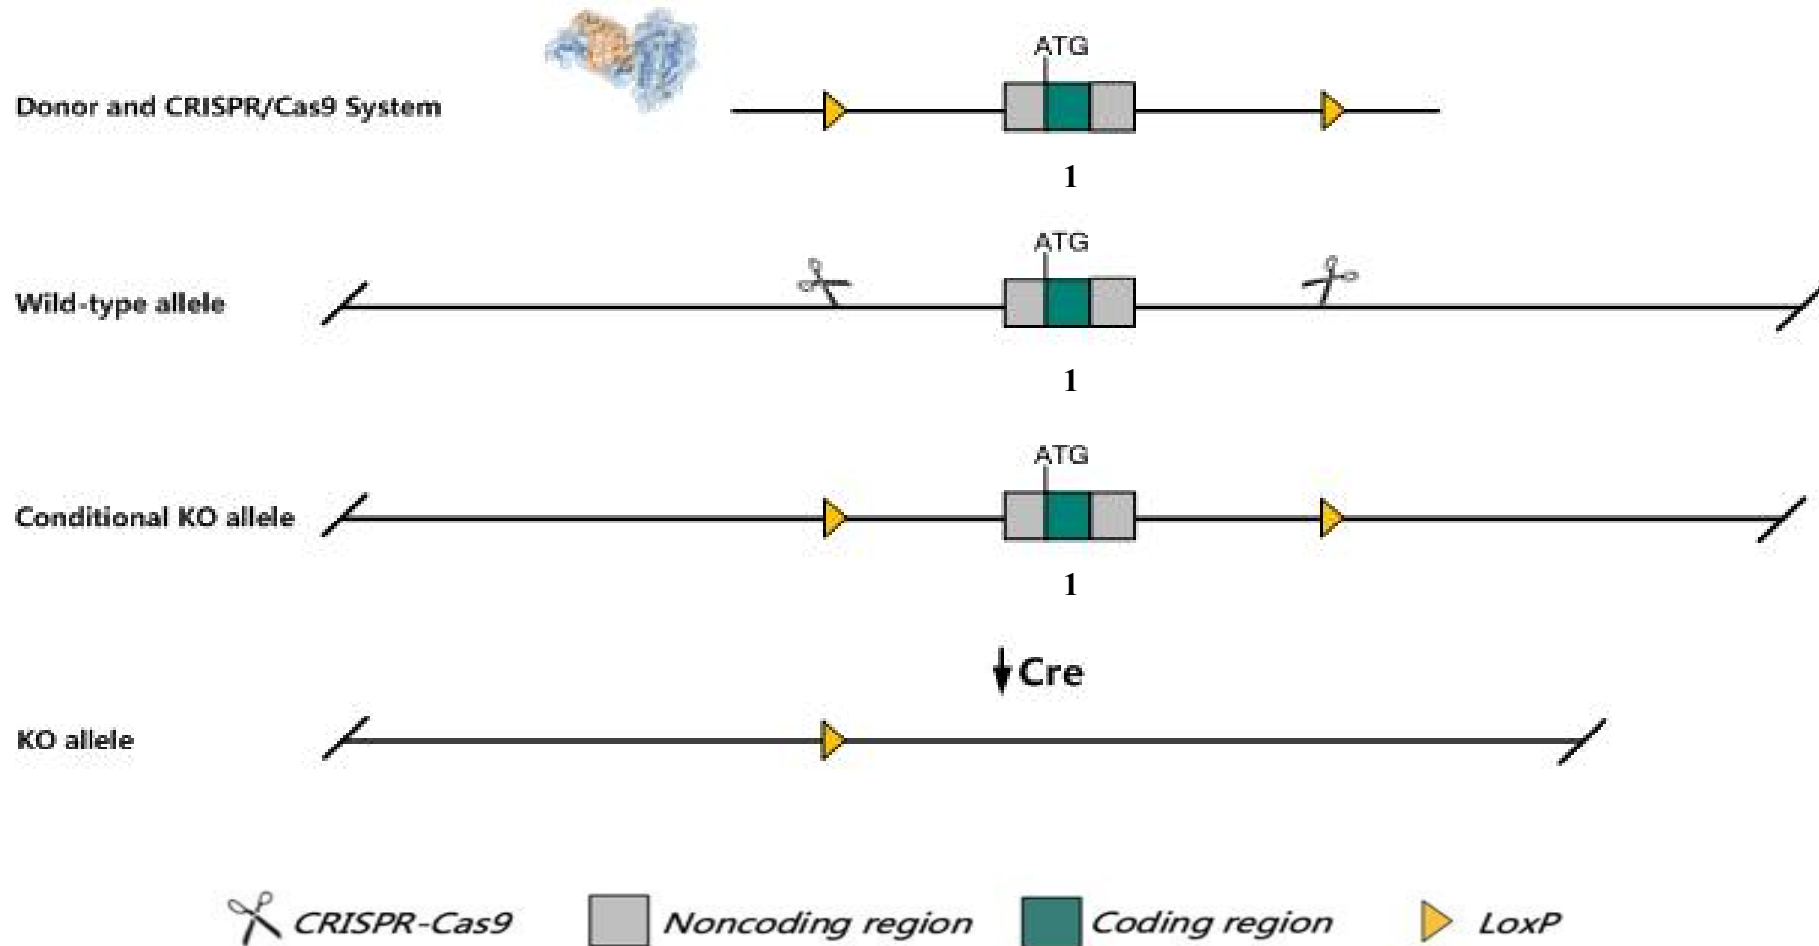 ATG
Donor and CRISPR/Cas9 System
1
ATG
Wild-type allele
1
ATG
Conditional KO allele
1
Cre
KO allele
CRISPR-Cas9 Noncoding region Coding region LoxP